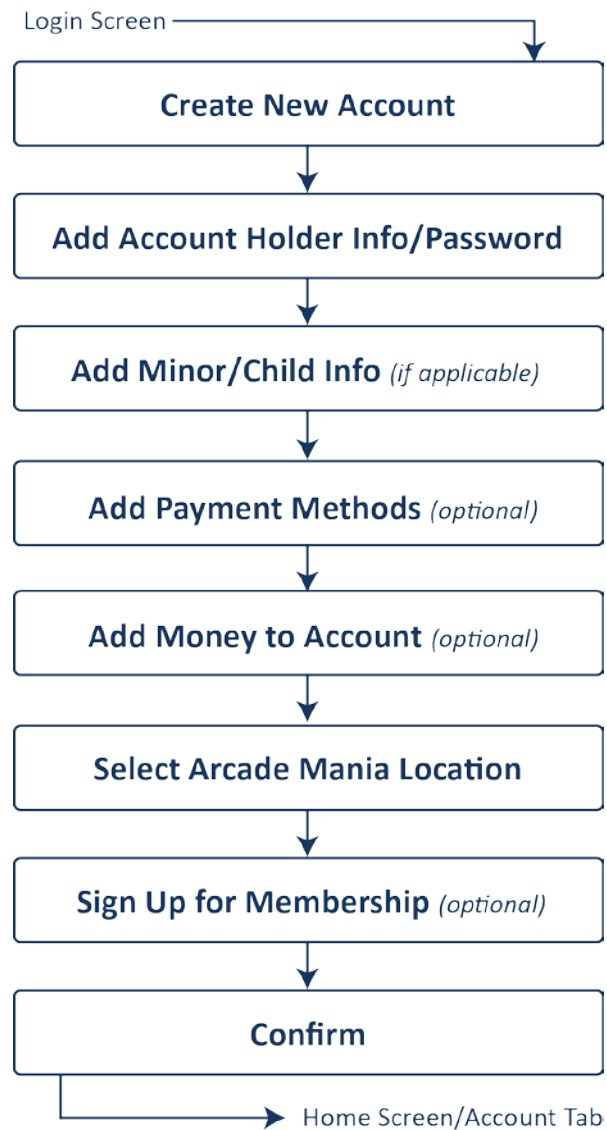 Login Screen
Create New Account
Add Account Holder Info/Password
Add Minor/Child Info (if applicable)
Add Payment Methods (optional)
Add Money to Account (optional)
Select Arcade Mania Location
Sign Up for Membership (optional)
Confirm
Home Screen/Account Tab